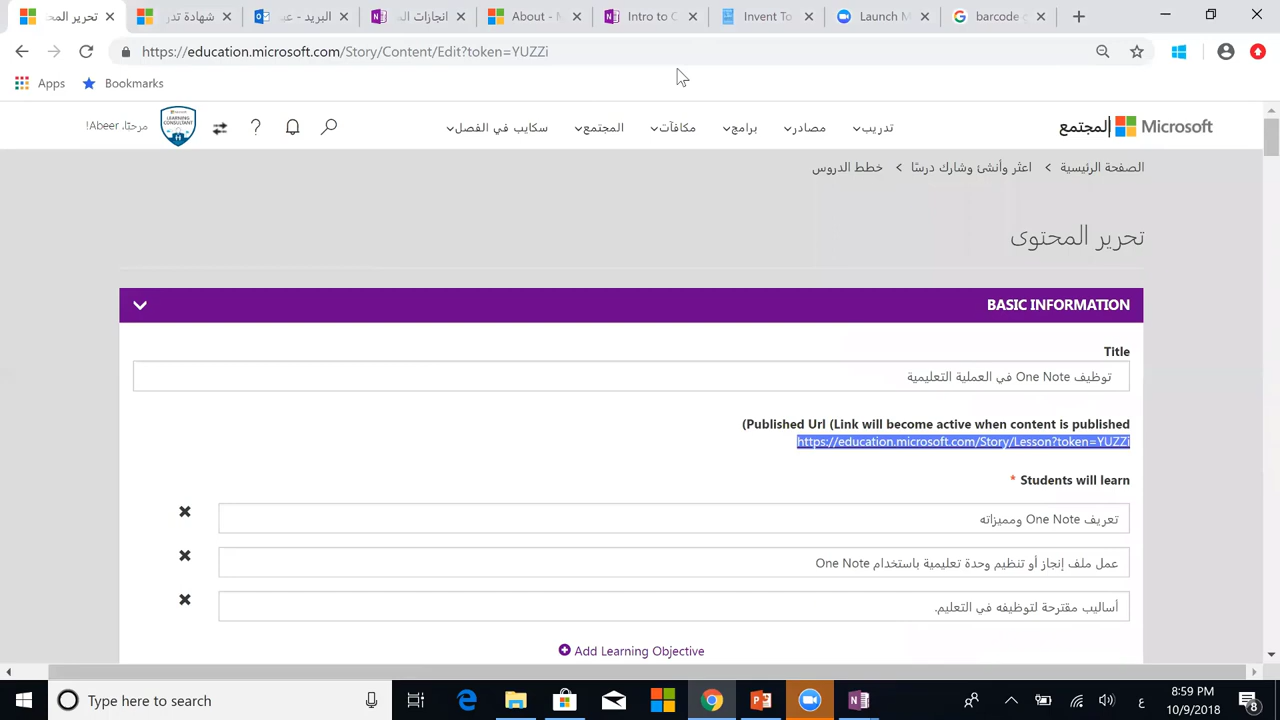 تحرير المح
شهادة تدر
البريد - عب
انجازات الم
About - M
Intro to C
Invent T
Launch M
barcode g
https://education.microsoft.com/Story/Content/Edit?token=YUZZi
Apps
Bookmarks
Microsoft
المجتمع
تدريب
مصادر
برامج
مكافآت
المجتمع
سكايب في الفصل
مرحبًا، Abeer!
الصفحة الرئيسية > اعثر وأنشئ وشارك درسًا > خطط الدروس
تحرير المحتوى
BASIC INFORMATION
Title
توظيف One Note في العملية التعليمية
(Published Url (Link will become active when content is published
https://education.microsoft.com/Story/Lesson?token=YUZZi
* Students will learn
تعريف One Note ومميزاته
عمل ملف إنجاز أو تنظيم وحدة تعليمية باستخدام One Note
أساليب مقترحة لتوظيفه في التعليم.
Add Learning Objective
Type here to search
ع
8:59 PM
10/9/2018
8